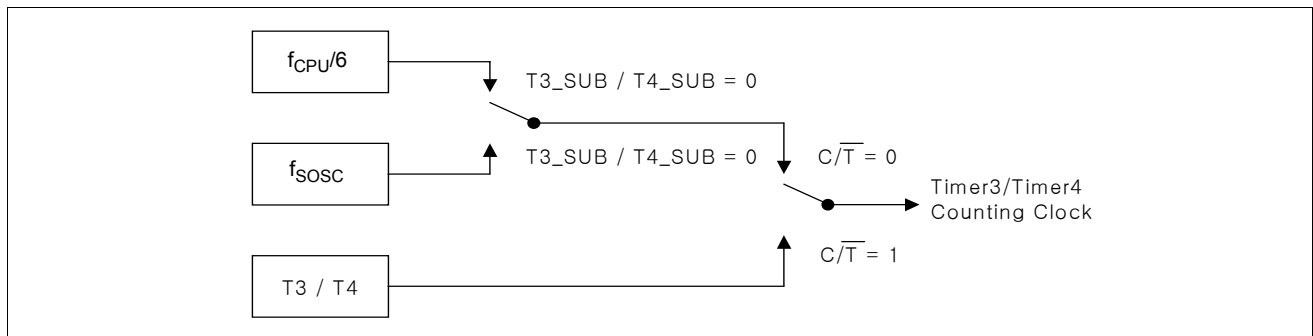 fCPU/6
T3_SUB / T4_SUB = 0
fSOSC
T3_SUB / T4_SUB = 0
C/T̅ = 0
Timer3/Timer4
Counting Clock
C/T̅ = 1
T3 / T4